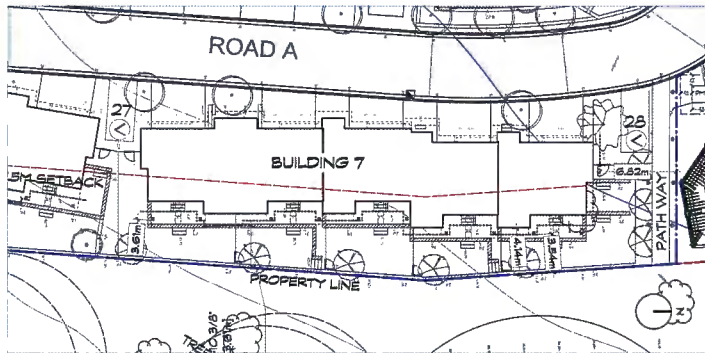 ROAD A
27
28
BUILDING 7
5M SETBACK
6.82m
3.61m
4.14m
3.54m
PATH WAY
PROPERTY LINE
N